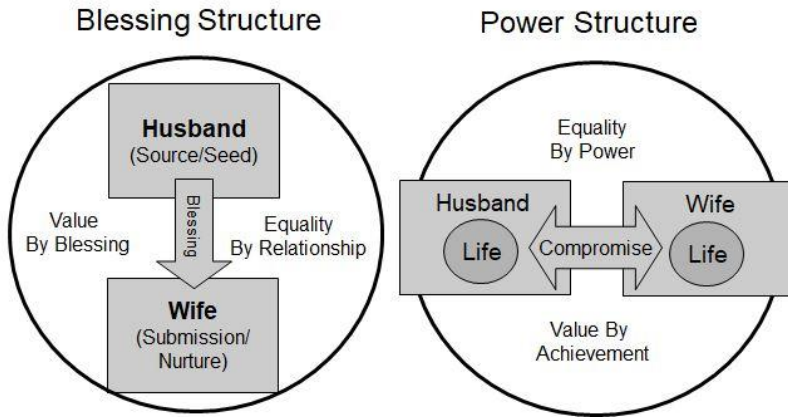 Blessing Structure
Husband
(Source/Seed)
Value
By Blessing
Blessing
Equality
By Relationship
Wife
(Submission/
Nurture)
Power Structure
Equality
By Power
Husband
Life
Compromise
Wife
Life
Value By
Achievement